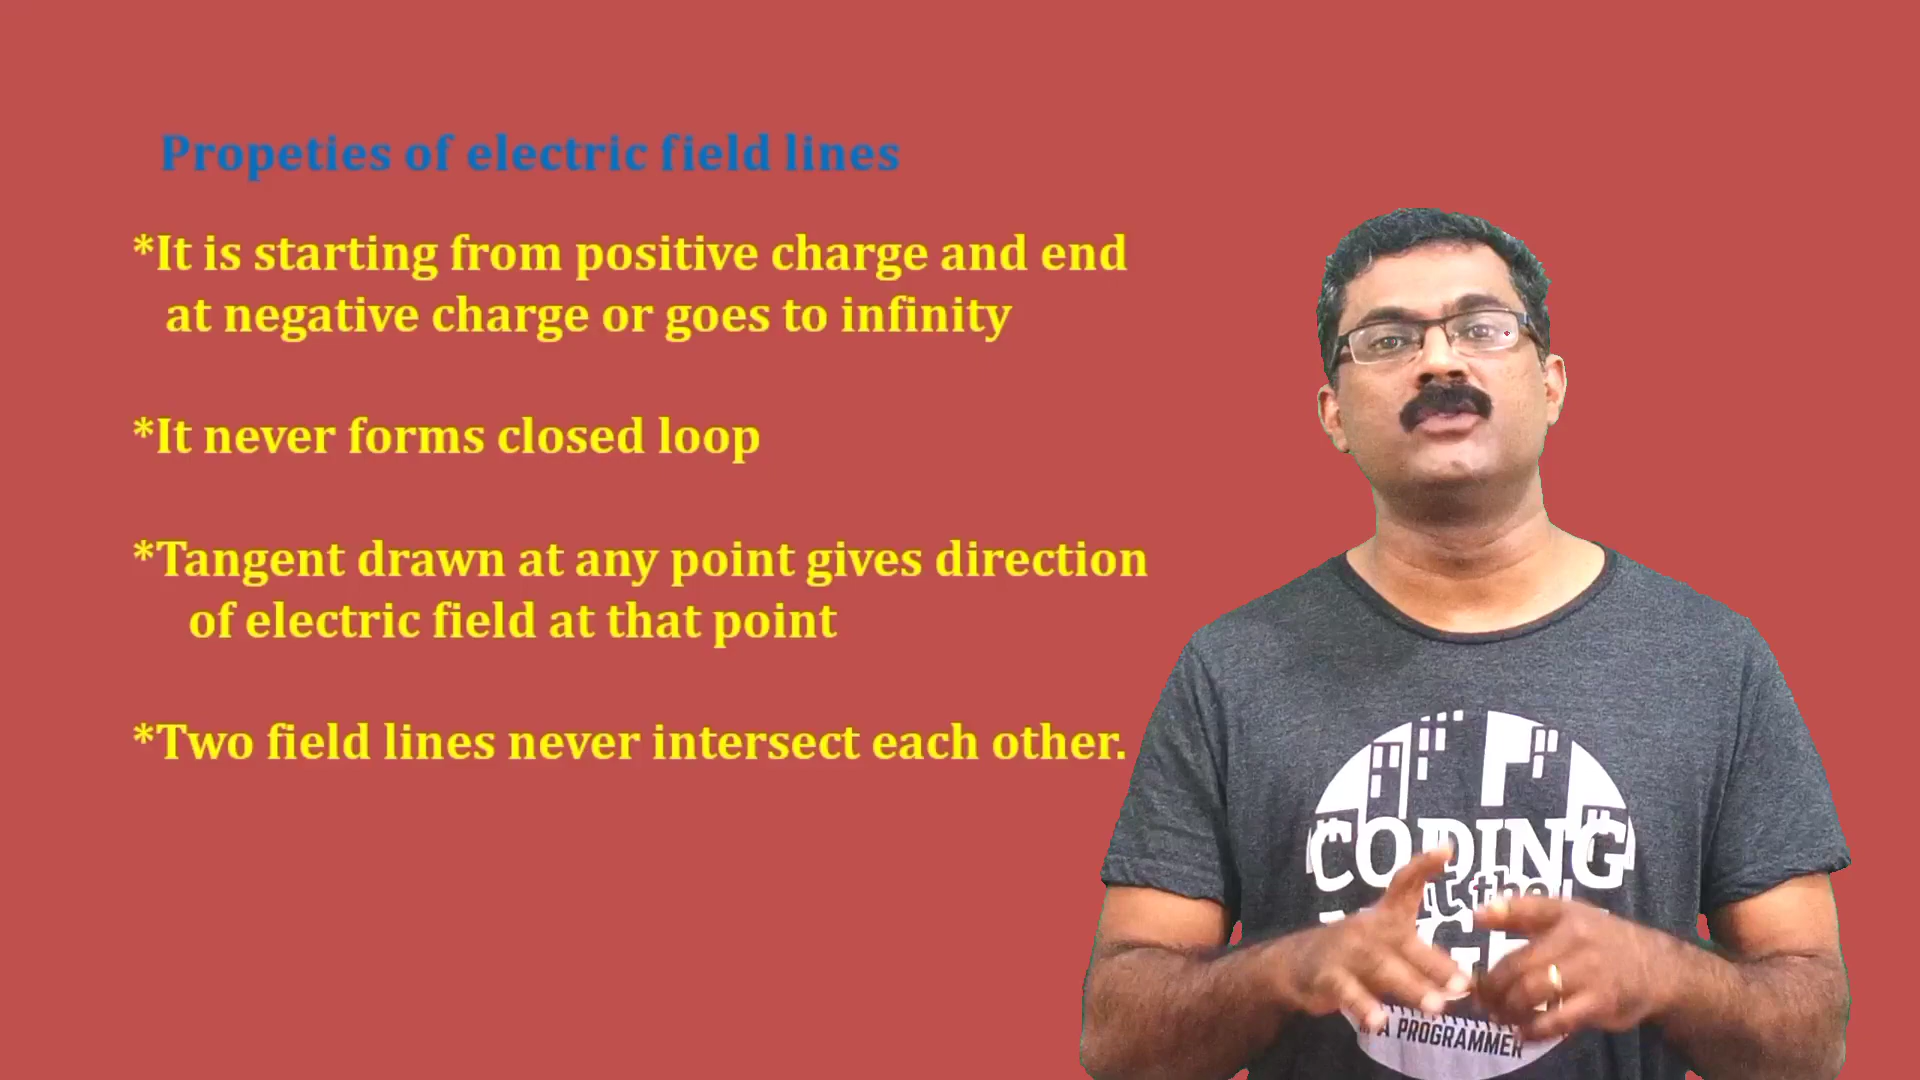 Propeties of electric field lines
*It is starting from positive charge and end
at negative charge or goes to infinity
*It never forms closed loop
*Tangent drawn at any point gives direction
of electric field at that point
*Two field lines never intersect each other.
CODING
the
A PROGRAMMER